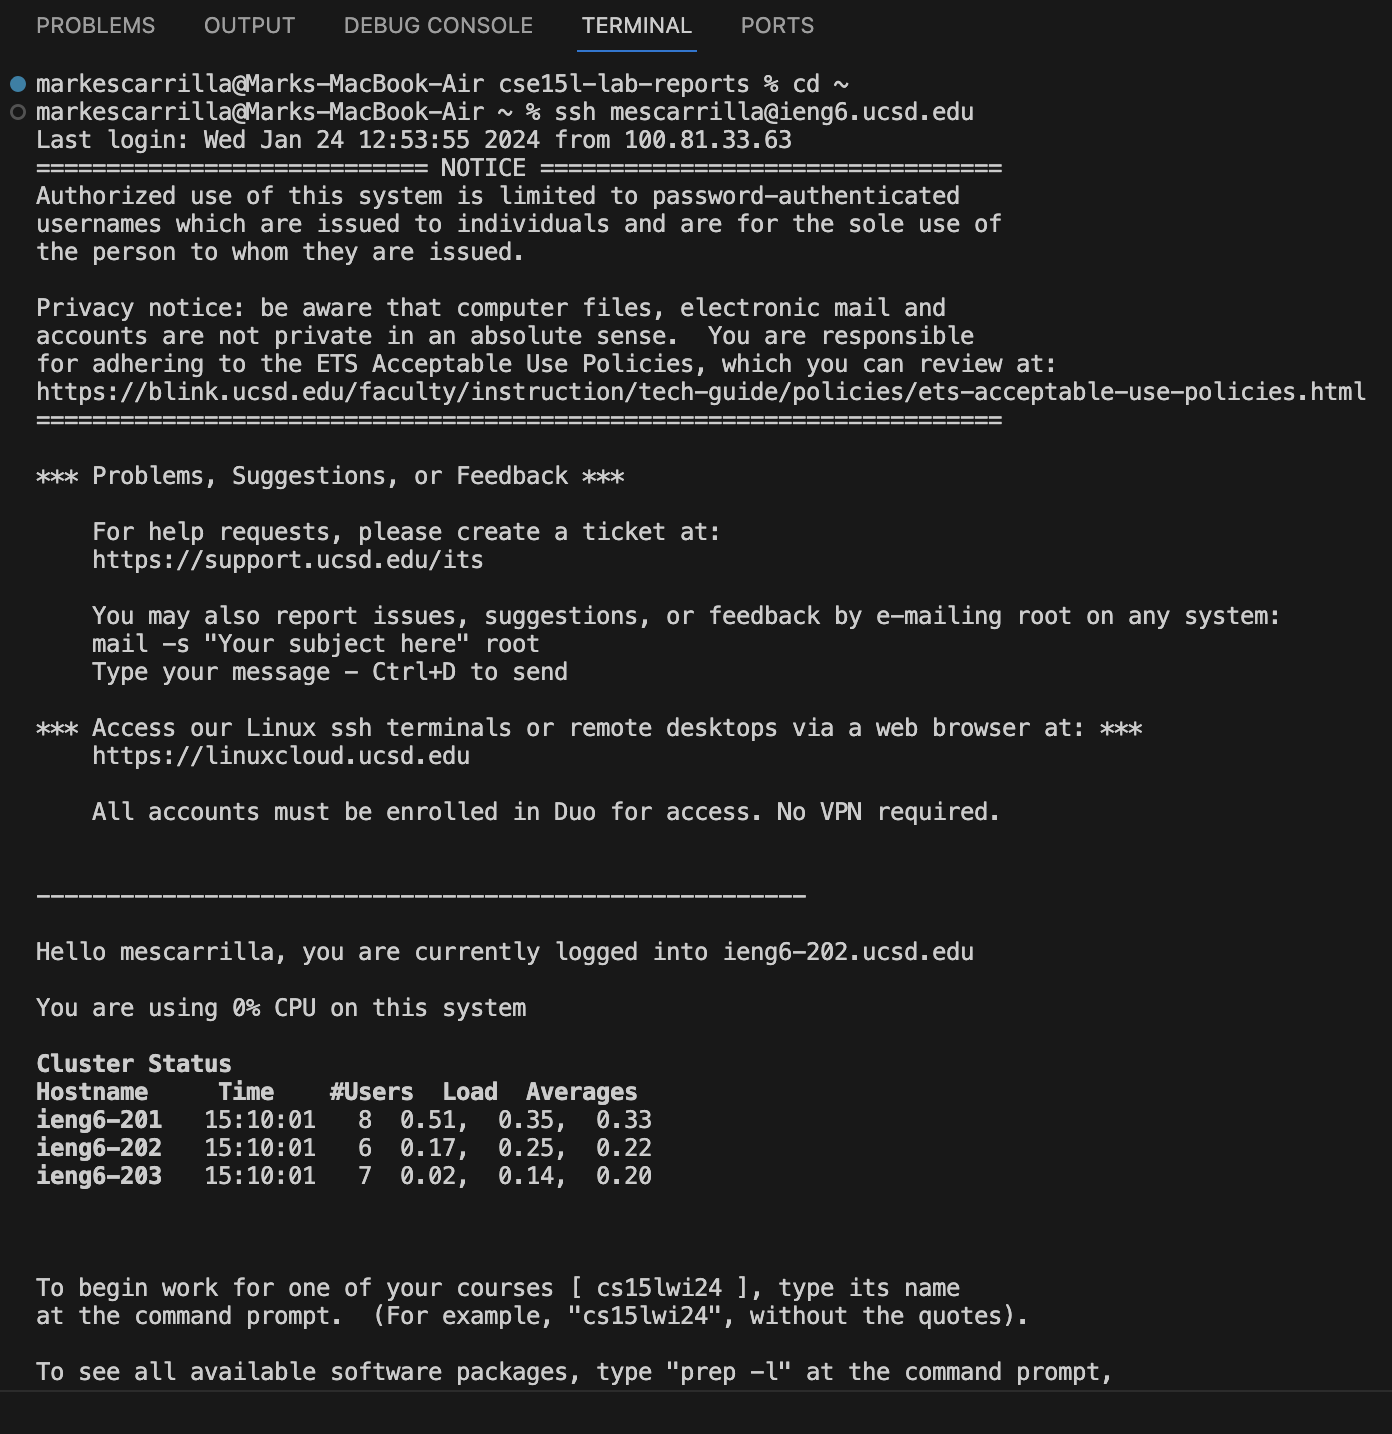 PROBLEMS OUTPUT DEBUG CONSOLE TERMINAL PORTS
markescarrilla@Marks-MacBook-Air cse15l-lab-reports % cd ~
markescarrilla@Marks-MacBook-Air ~ % ssh mescarrilla@ieng6.ucsd.edu
Last login: Wed Jan 24 12:53:55 2024 from 100.81.33.63
============================ NOTICE =================================
Authorized use of this system is limited to password-authenticated
usernames which are issued to individuals and are for the sole use of
the person to whom they are issued.

Privacy notice: be aware that computer files, electronic mail and
accounts are not private in an absolute sense.  You are responsible
for adhering to the ETS Acceptable Use Policies, which you can review at:
https://blink.ucsd.edu/faculty/instruction/tech-guide/policies/ets-acceptable-use-policies.html
=====================================================================

*** Problems, Suggestions, or Feedback ***

    For help requests, please create a ticket at:
    https://support.ucsd.edu/its

    You may also report issues, suggestions, or feedback by e-mailing root on any system:
    mail -s "Your subject here" root
    Type your message - Ctrl+D to send

*** Access our Linux ssh terminals or remote desktops via a web browser at: ***
    https://linuxcloud.ucsd.edu

    All accounts must be enrolled in Duo for access. No VPN required.

-------------------------------------------------------

Hello mescarrilla, you are currently logged into ieng6-202.ucsd.edu

You are using 0% CPU on this system

Cluster Status
Hostname     Time    #Users  Load  Averages
ieng6-201   15:10:01   8  0.51,  0.35,  0.33
ieng6-202   15:10:01   6  0.17,  0.25,  0.22
ieng6-203   15:10:01   7  0.02,  0.14,  0.20

To begin work for one of your courses [ cs15lwi24 ], type its name
at the command prompt.  (For example, "cs15lwi24", without the quotes).

To see all available software packages, type "prep -l" at the command prompt,